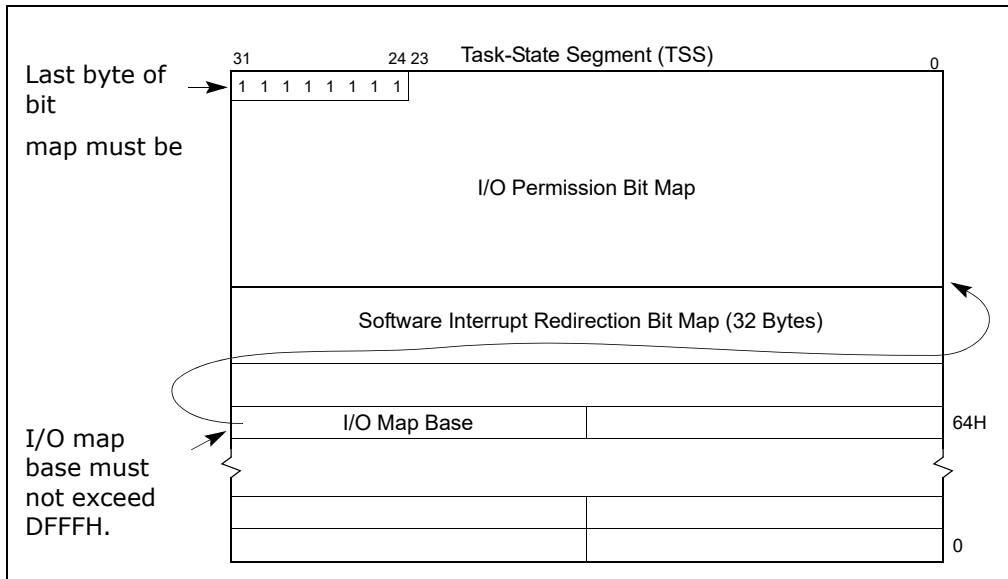 31 24 23 Task-State Segment (TSS) 0
Last byte of
bit
map must be
1 1 1 1 1 1 1 1
I/O Permission Bit Map
Software Interrupt Redirection Bit Map (32 Bytes)
I/O Map Base
64H
I/O map
base must
not exceed
DFFFH.
0